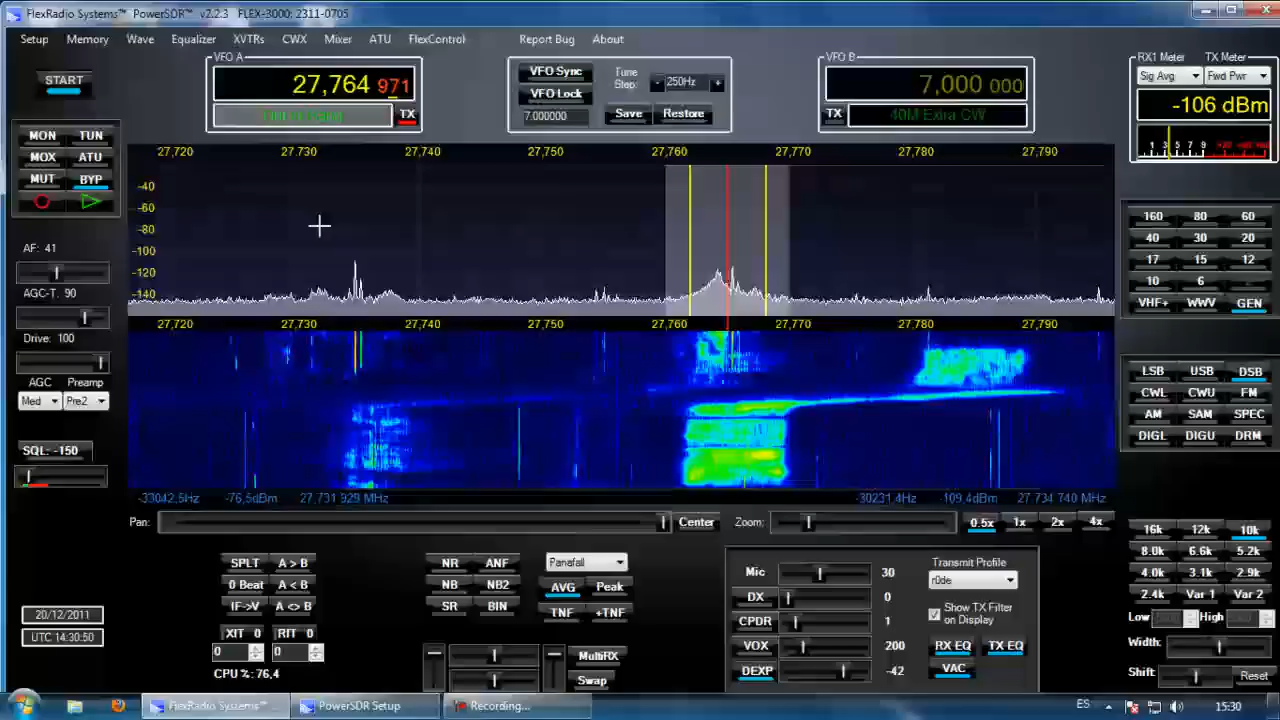 FlexRadio Systems™ PowerSDR™ v2.2.3 FLEX-3000: 2311-0705
Setup Memory Wave Equalizer XVTRs CWX Mixer ATU FlexControl Report Bug About
START
VFO A
27,764 971
TX
VFO Sync
VFO Lock
7.000000
Tune Step:
- 250Hz +
Save Restore
VFO B
7,000 000
TX 40M Extra CW
RX1 Meter TX Meter
Sig Avg Fwd Pwr
-106 dBm
1 3 5 7 9 +20 +40 +60
MON TUN
MOX ATU
MUT BYP
27,720 27.730 27,740 27,750 27,760 27,770 27,780 27,790
-40
-60
-80
-100
-120
-140
27,720 27.730 27,740 27,750 27,760 27,770 27,780 27,790
AF: 41
AGC-T: 90
Drive: 100
AGC Preamp
Med Pre2
SQL: -150
160 80 60
40 30 20
17 15 12
10 6
VHF+ WWV GEN
LSB USB DSB
CWL CWU FM
AM SAM SPEC
DIGL DIGU DRM
-33042,5Hz -76,5dBm 27.731 929 MHz -30231,4Hz -109,4dBm 27 734 740 MHz
Pan: Center Zoom: 0.5x 1x 2x 4x
16k 12k 10k
8.0k 6.6k 5.2k
4.0k 3.1k 2.9k
2.4k Var 1 Var 2
Low High
Width:
Shift: Reset
SPLT A > B
0 Beat A < B
IF->V A <> B
XIT 0 RIT 0
0 0
CPU %: 76,4
20/12/2011
UTC 14:30:50
NR ANF
NB NB2
SR BIN
Panafall
AVG Peak
TNF +TNF
MultiRX
Swap
Mic 30
DX 0
CPDR 1
VOX 200
DEXP -42
Transmit Profile
r0de
Show TX Filter on Display
RX EQ TX EQ
VAC
FlexRadio Systems™ ... PowerSDR Setup Recording... ES 15:30